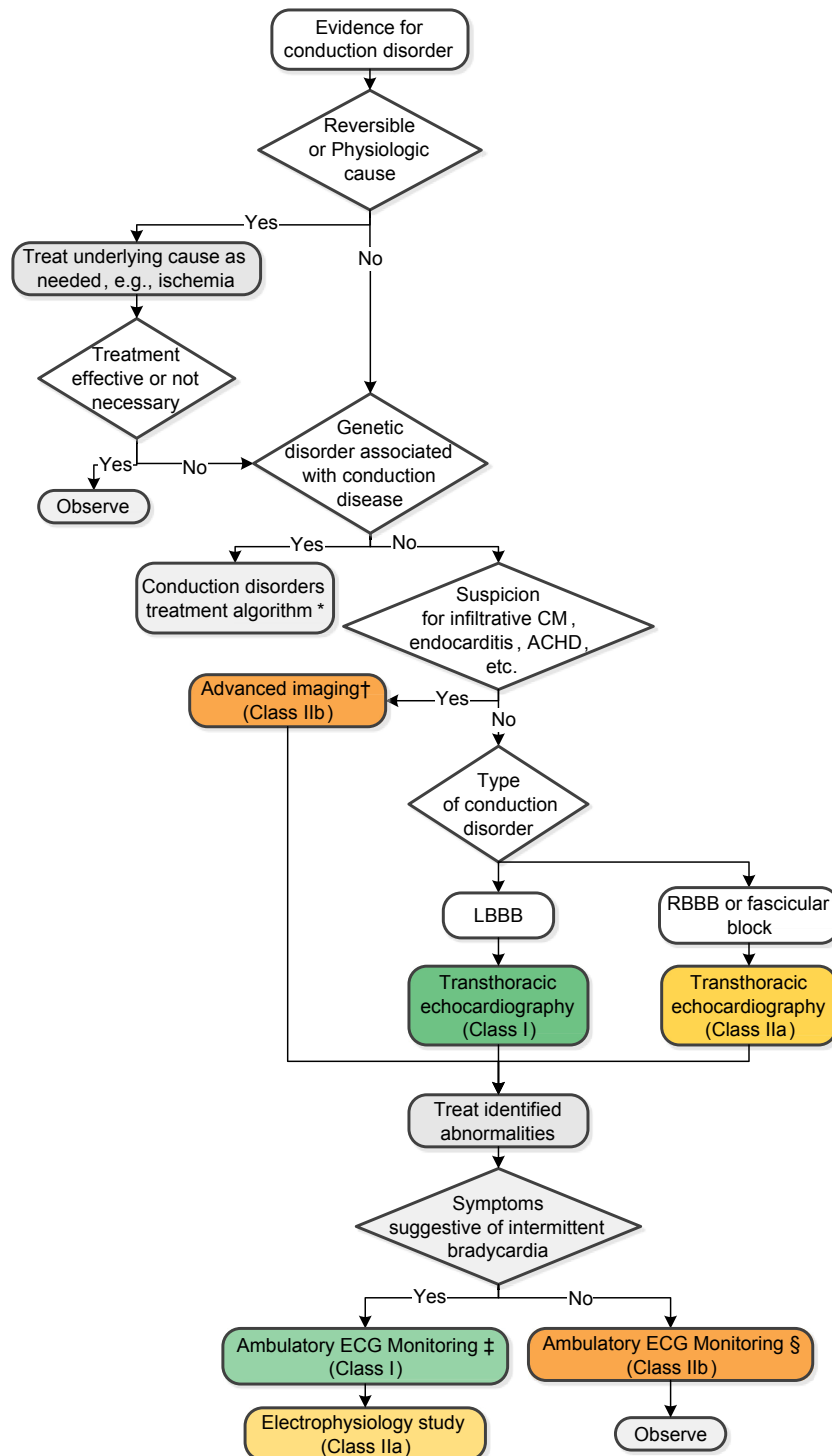 Evidence for
conduction disorder
Reversible
or Physiologic
cause
Yes
No
Treat underlying cause as
needed, e.g., ischemia
Treatment
effective or not
necessary
Yes
No
Observe
Genetic
disorder associated
with conduction
disease
Yes
No
Conduction disorders
treatment algorithm *
Suspicion
for infiltrative CM,
endocarditis, ACHD,
etc.
Yes
No
Advanced imaging†
(Class IIb)
Type
of conduction
disorder
LBBB
RBBB or fascicular
block
Transthoracic
echocardiography
(Class I)
Transthoracic
echocardiography
(Class IIa)
Treat identified
abnormalities
Symptoms
suggestive of intermittent
bradycardia
Yes
No
Ambulatory ECG Monitoring ‡
(Class I)
Ambulatory ECG Monitoring §
(Class IIb)
Electrophysiology study
(Class IIa)
Observe